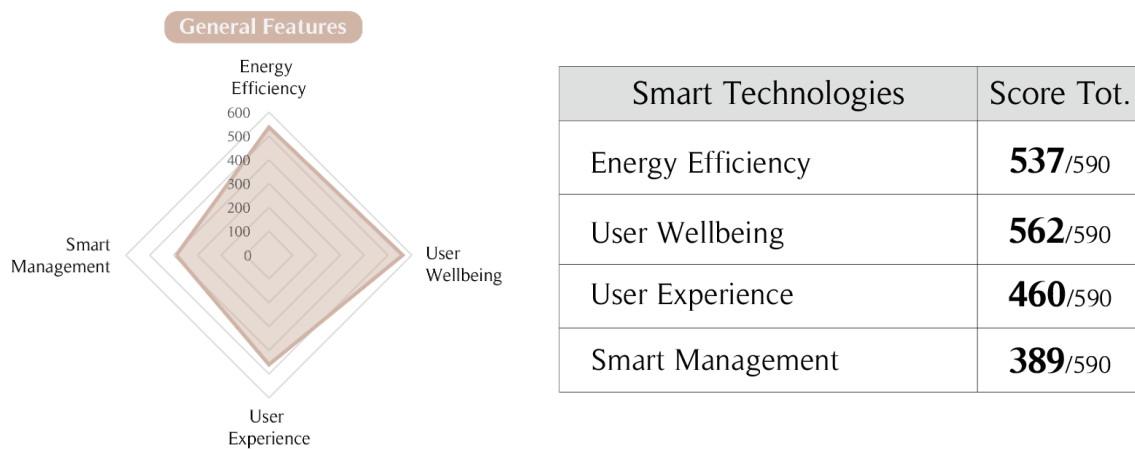 General Features
Energy
Efficiency
600
500
400
300
200
100
0
Smart
Management
User
Wellbeing
User
Experience
Smart Technologies Score Tot.
Energy Efficiency 537/590
User Wellbeing 562/590
User Experience 460/590
Smart Management 389/590